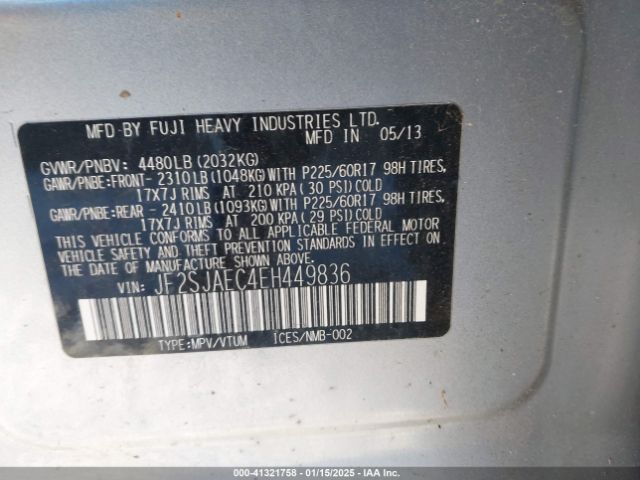 MFD BY FUJI HEAVY INDUSTRIES LTD.
MFD IN 05/13
GVWR/PNBV: 4480LB (2032KG)
GAWR/PNBE:FRONT- 2310LB (1048KG)WITH P225/60R17 98H TIRES,
17X7J RIMS AT 210 KPA (30 PSI)COLD
GAWR/PNBE:REAR - 2410LB (1093KG)WITH P225/60R17 98H TIRES,
17X7J RIMS AT 200 KPA (29 PSI)COLD
THIS VEHICLE CONFORMS TO ALL APPLICABLE FEDERAL MOTOR
VEHICLE SAFETY AND THEFT PREVENTION STANDARDS IN EFFECT
ON THE DATE OF MANUFACTURE SHOWN ABOVE.
VIN: JF2SJAEC4EH449836
TYPE:MPV/VTUM ICES/NMB-002
000-41321758 - 01/15/2025 - IAA Inc.